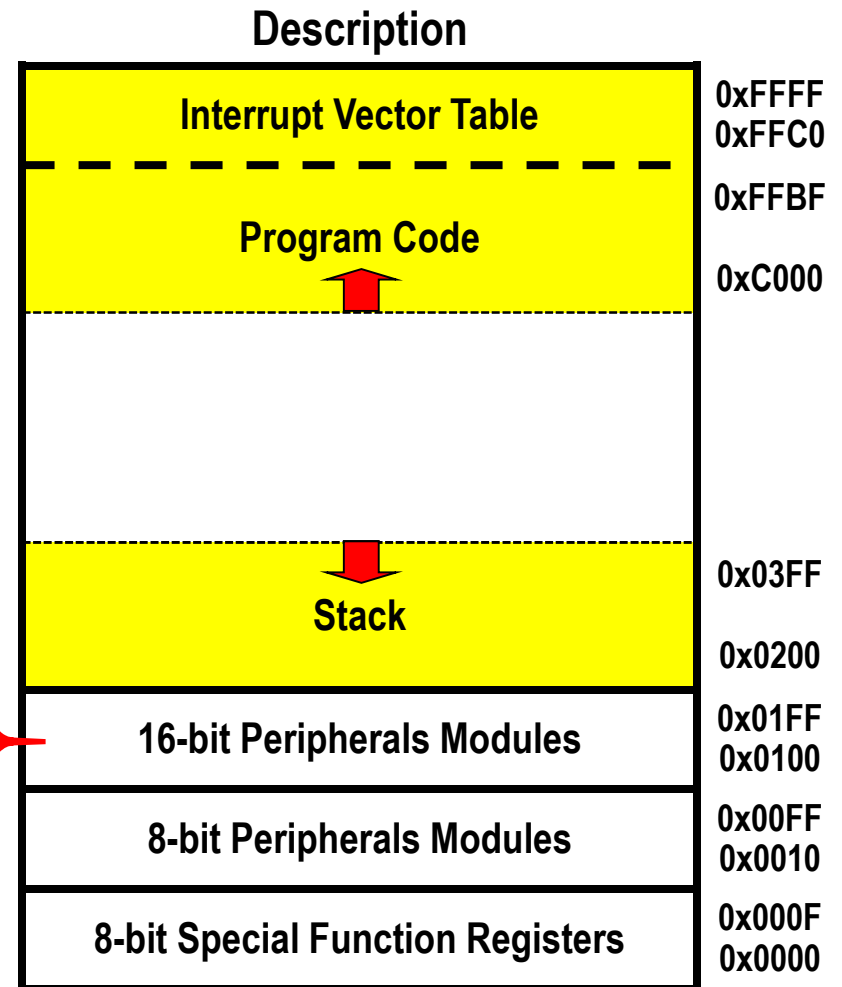 Description
Interrupt Vector Table
0xFFFF
0xFFC0
0xFFBF
Program Code
0xC000
0x03FF
Stack
0x0200
16-bit Peripherals Modules
0x01FF
0x0100
8-bit Peripherals Modules
0x00FF
0x0010
8-bit Special Function Registers
0x000F
0x0000